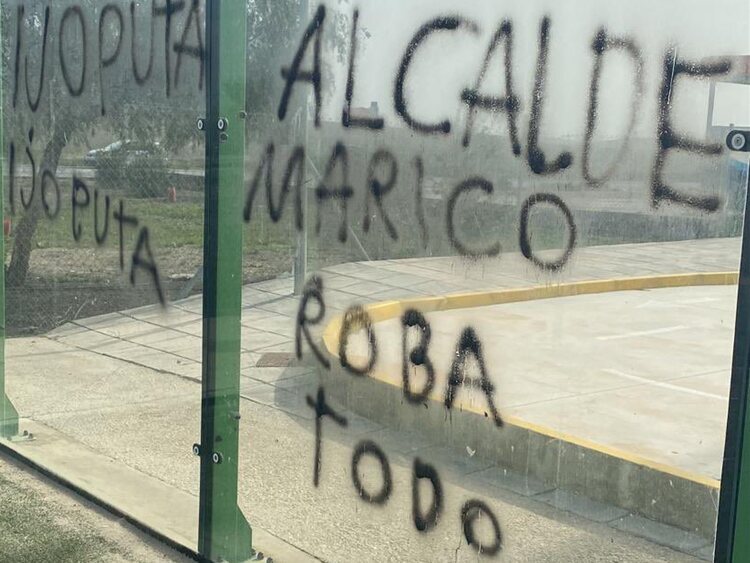 IJOPUTA
IJOPUTA
ALCALDE
MARICO
ROBA
TODO